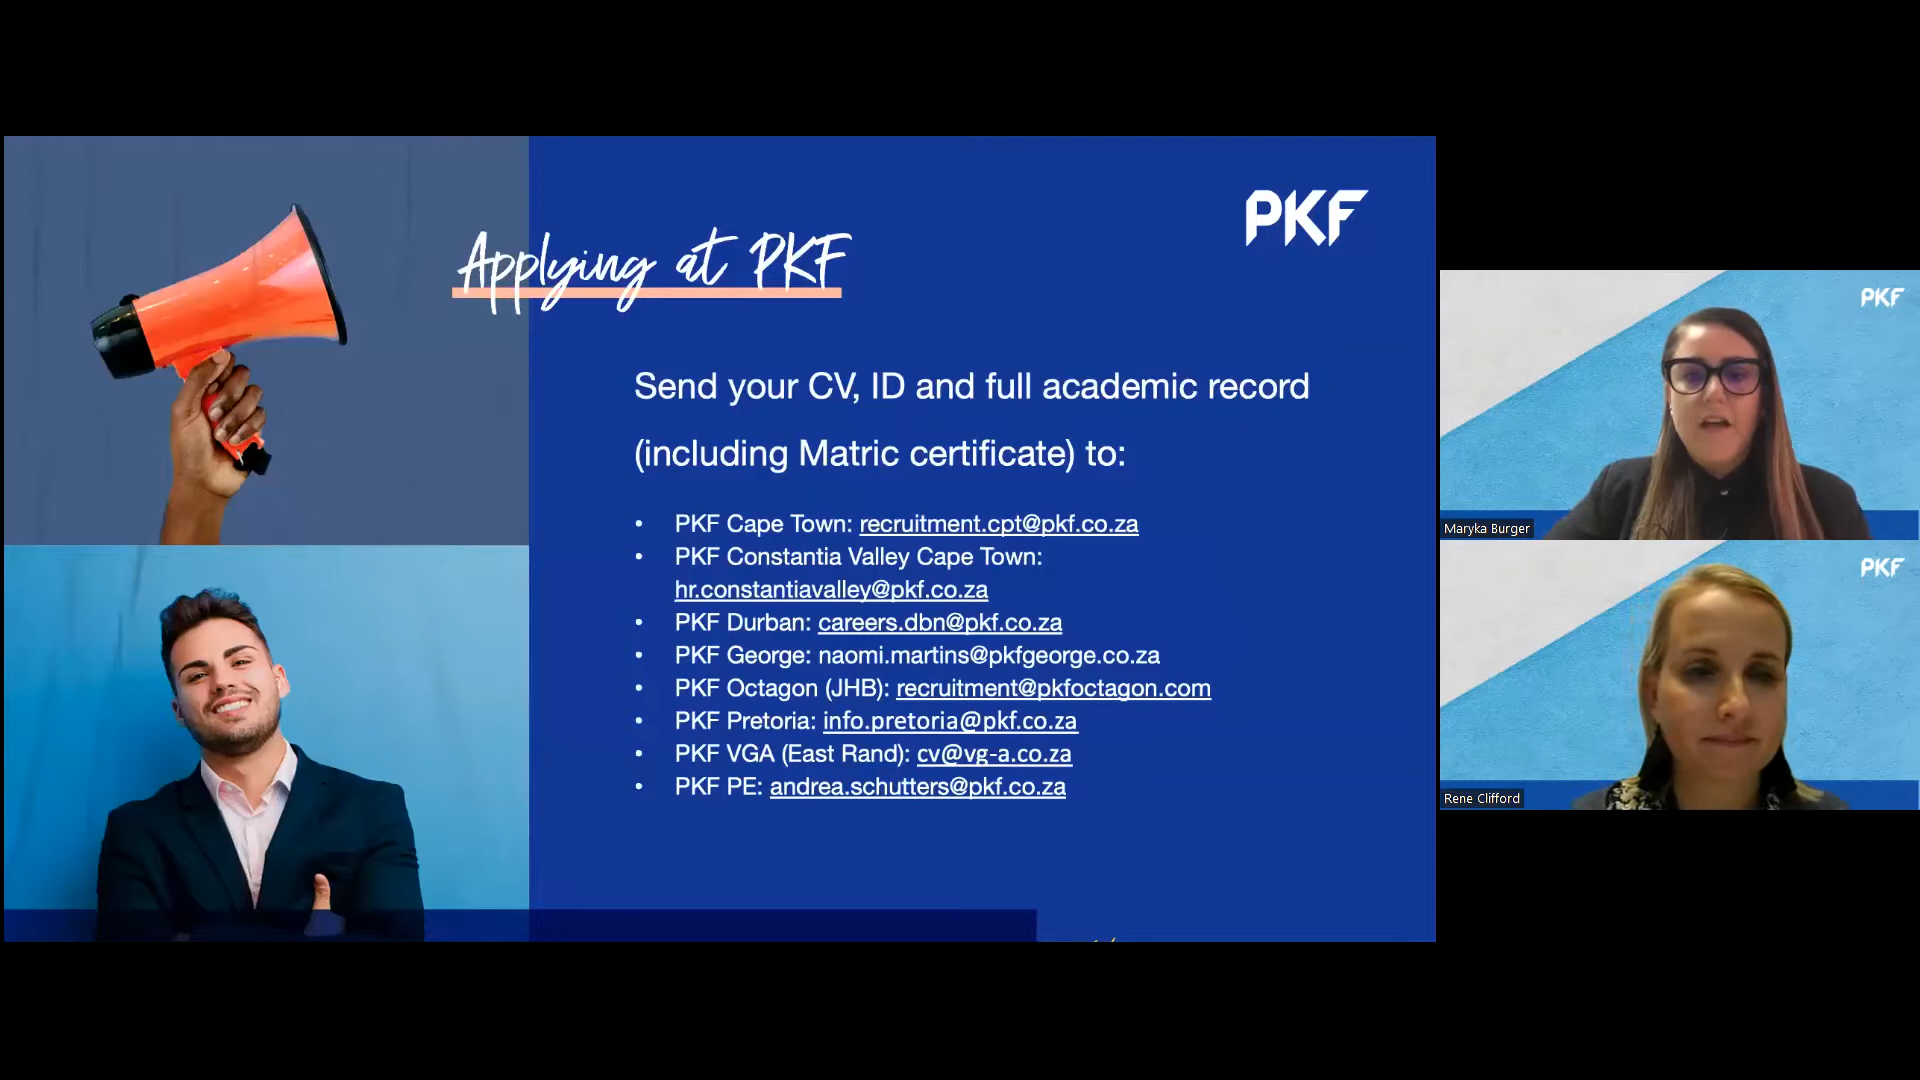 PKF
Applying at PKF
Send your CV, ID and full academic record
(including Matric certificate) to:
• PKF Cape Town: recruitment.cpt@pkf.co.za
• PKF Constantia Valley Cape Town:
hr.constantiavalley@pkf.co.za
• PKF Durban: careers.dbn@pkf.co.za
• PKF George: naomi.martins@pkfgeorge.co.za
• PKF Octagon (JHB): recruitment@pkfoctagon.com
• PKF Pretoria: info.pretoria@pkf.co.za
• PKF VGA (East Rand): cv@vg-a.co.za
• PKF PE: andrea.schutters@pkf.co.za
PKF
Maryka Burger
PKF
Rene Clifford